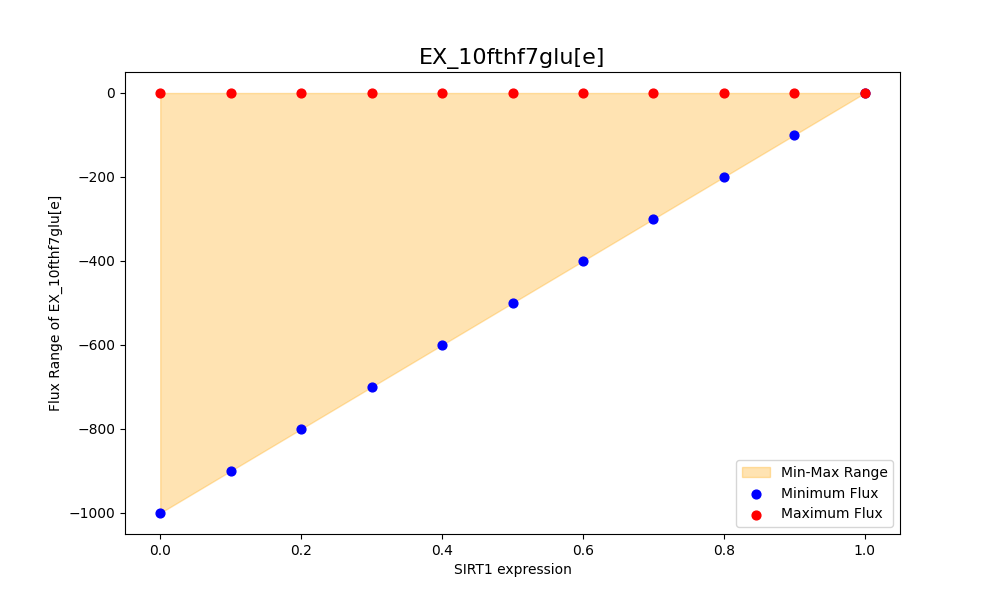 EX_10fthf7glu[e]
Flux Range of EX_10fthf7glu[e]
0
−200
−400
−600
−800
−1000
0.0 0.2 0.4 0.6 0.8 1.0
SIRT1 expression
Min-Max Range
Minimum Flux
Maximum Flux